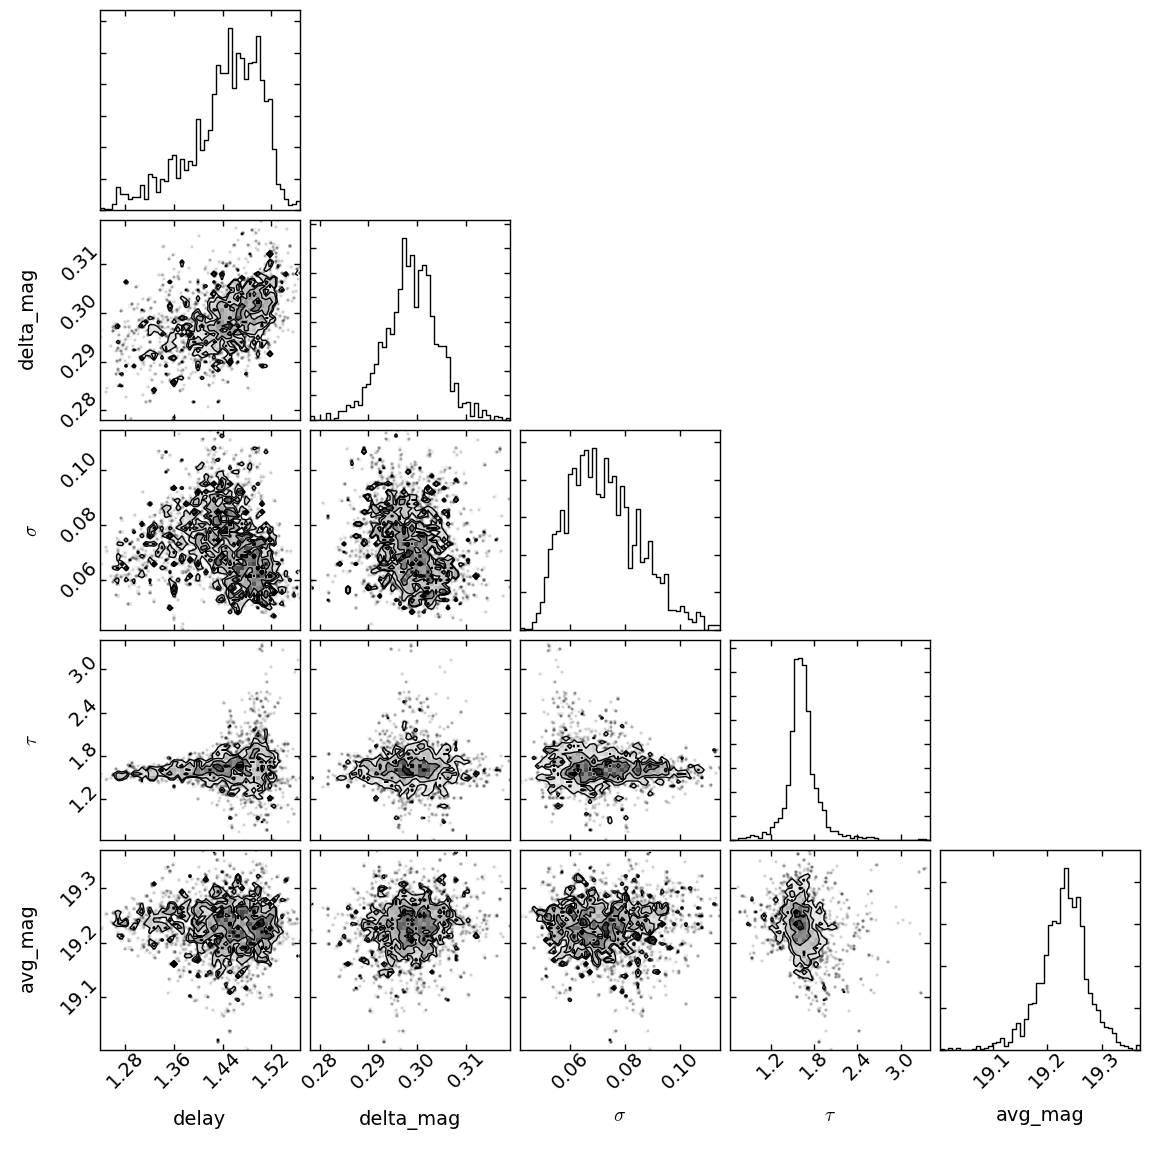 delta_mag
0.31
0.30
0.29
0.28
σ
0.10
0.08
0.06
τ
3.0
2.4
1.8
1.2
avg_mag
19.3
19.2
19.1
1.28 1.36 1.44 1.52 0.28 0.29 0.30 0.31 0.06 0.08 0.10 1.2 1.8 2.4 3.0 19.1 19.2 19.3
delay delta_mag σ τ avg_mag